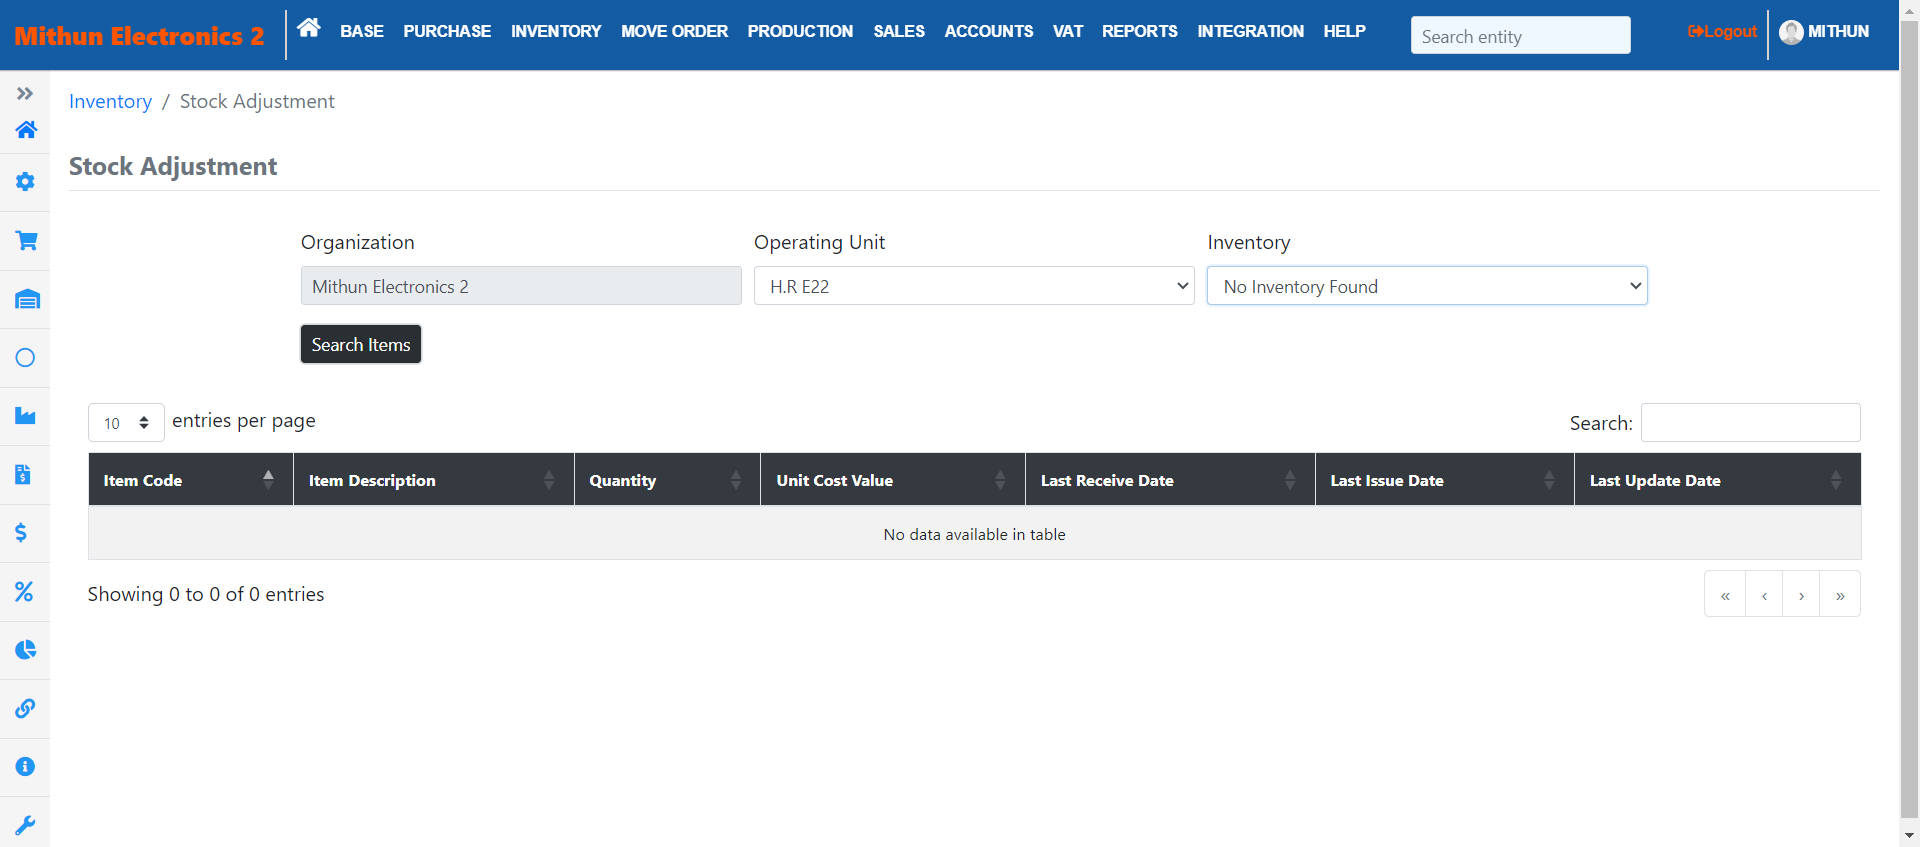 Mithun Electronics 2
BASE PURCHASE INVENTORY MOVE ORDER PRODUCTION SALES ACCOUNTS VAT REPORTS INTEGRATION HELP
Search entity
Logout
MITHUN
Inventory / Stock Adjustment
Stock Adjustment
Organization Operating Unit Inventory
Mithun Electronics 2 H.R E22 No Inventory Found
Search Items
10 entries per page Search:
Item Code Item Description Quantity Unit Cost Value Last Receive Date Last Issue Date Last Update Date
No data available in table
Showing 0 to 0 of 0 entries « ‹ › »